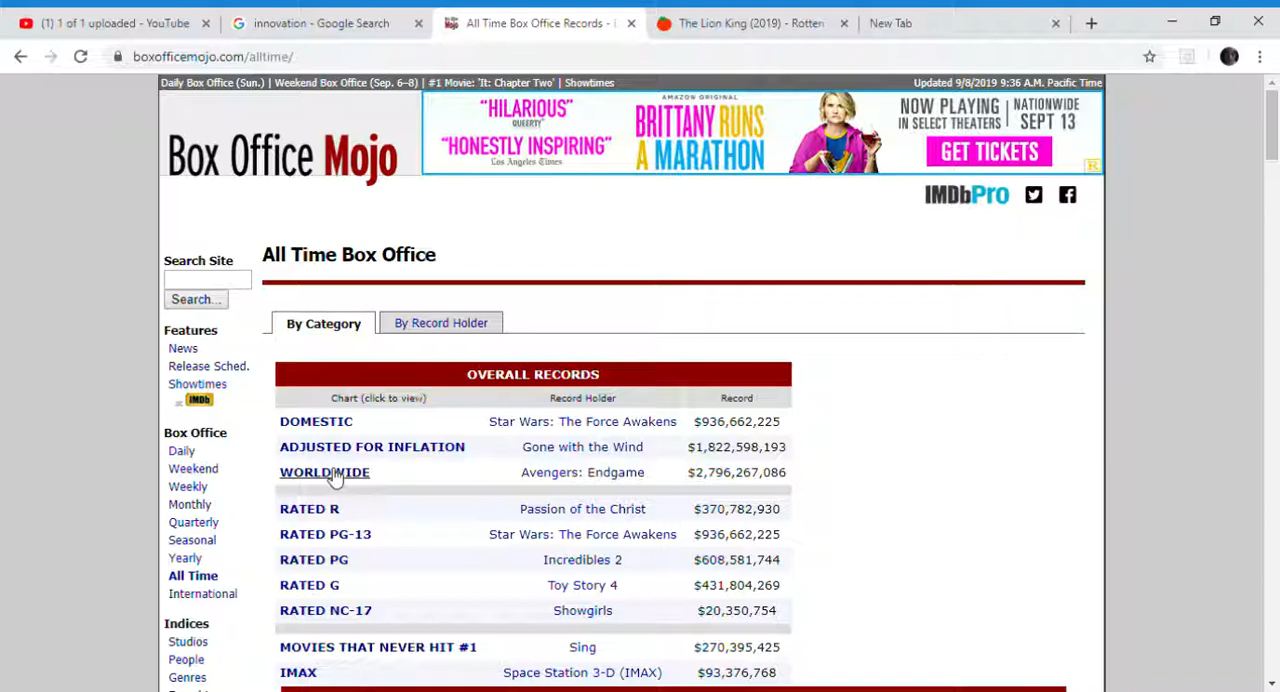 (1) 1 of 1 uploaded - YouTube
innovation - Google Search
All Time Box Office Records -
The Lion King (2019) - Rotten
New Tab
boxofficemojo.com/alltime/
Daily Box Office (Sun.) | Weekend Box Office (Sep. 6–8) | #1 Movie: 'It: Chapter Two' | Showtimes
Updated 9/8/2019 9:36 A.M. Pacific Time
Box Office Mojo
"HILARIOUS"
QUEERTY
"HONESTLY INSPIRING"
Los Angeles Times
AMAZON ORIGINAL
BRITTANY RUNS
A MARATHON
NOW PLAYING
IN SELECT THEATERS
NATIONWIDE
SEPT 13
GET TICKETS
R
IMDbPro
Search Site
Search...
Features
News
Release Sched.
Showtimes
IMDb
Box Office
Daily
Weekend
Weekly
Monthly
Quarterly
Seasonal
Yearly
All Time
International
Indices
Studios
People
Genres
All Time Box Office
By Category
By Record Holder
OVERALL RECORDS
Chart (click to view) Record Holder Record
DOMESTIC Star Wars: The Force Awakens $936,662,225
ADJUSTED FOR INFLATION Gone with the Wind $1,822,598,193
WORLDWIDE Avengers: Endgame $2,796,267,086
RATED R Passion of the Christ $370,782,930
RATED PG-13 Star Wars: The Force Awakens $936,662,225
RATED PG Incredibles 2 $608,581,744
RATED G Toy Story 4 $431,804,269
RATED NC-17 Showgirls $20,350,754
MOVIES THAT NEVER HIT #1 Sing $270,395,425
IMAX Space Station 3-D (IMAX) $93,376,768